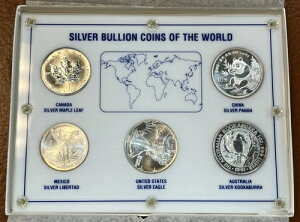 SILVER BULLION COINS OF THE WORLD
CANADA
SILVER MAPLE LEAF
CHINA
SILVER PANDA
MEXICO
SILVER LIBERTAD
UNITED STATES
SILVER EAGLE
AUSTRALIA
SILVER KOOKABURRA